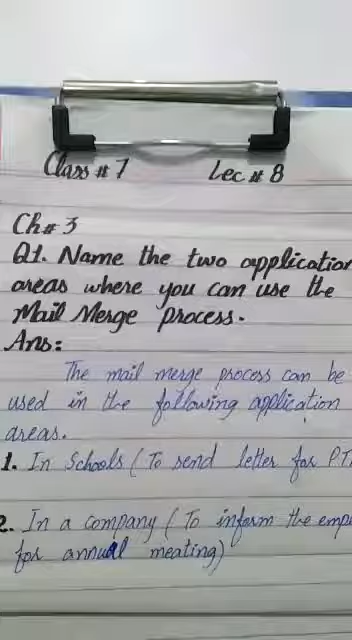 Class # 7 Lec # 8
Ch# 3
Q1. Name the two application
areas where you can use the
Mail Merge process.
Ans:
The mail merge process can be
used in the following application
areas.
1. In Schools (To send letter for P.T
2. In a company (To inform the
for annual meating)